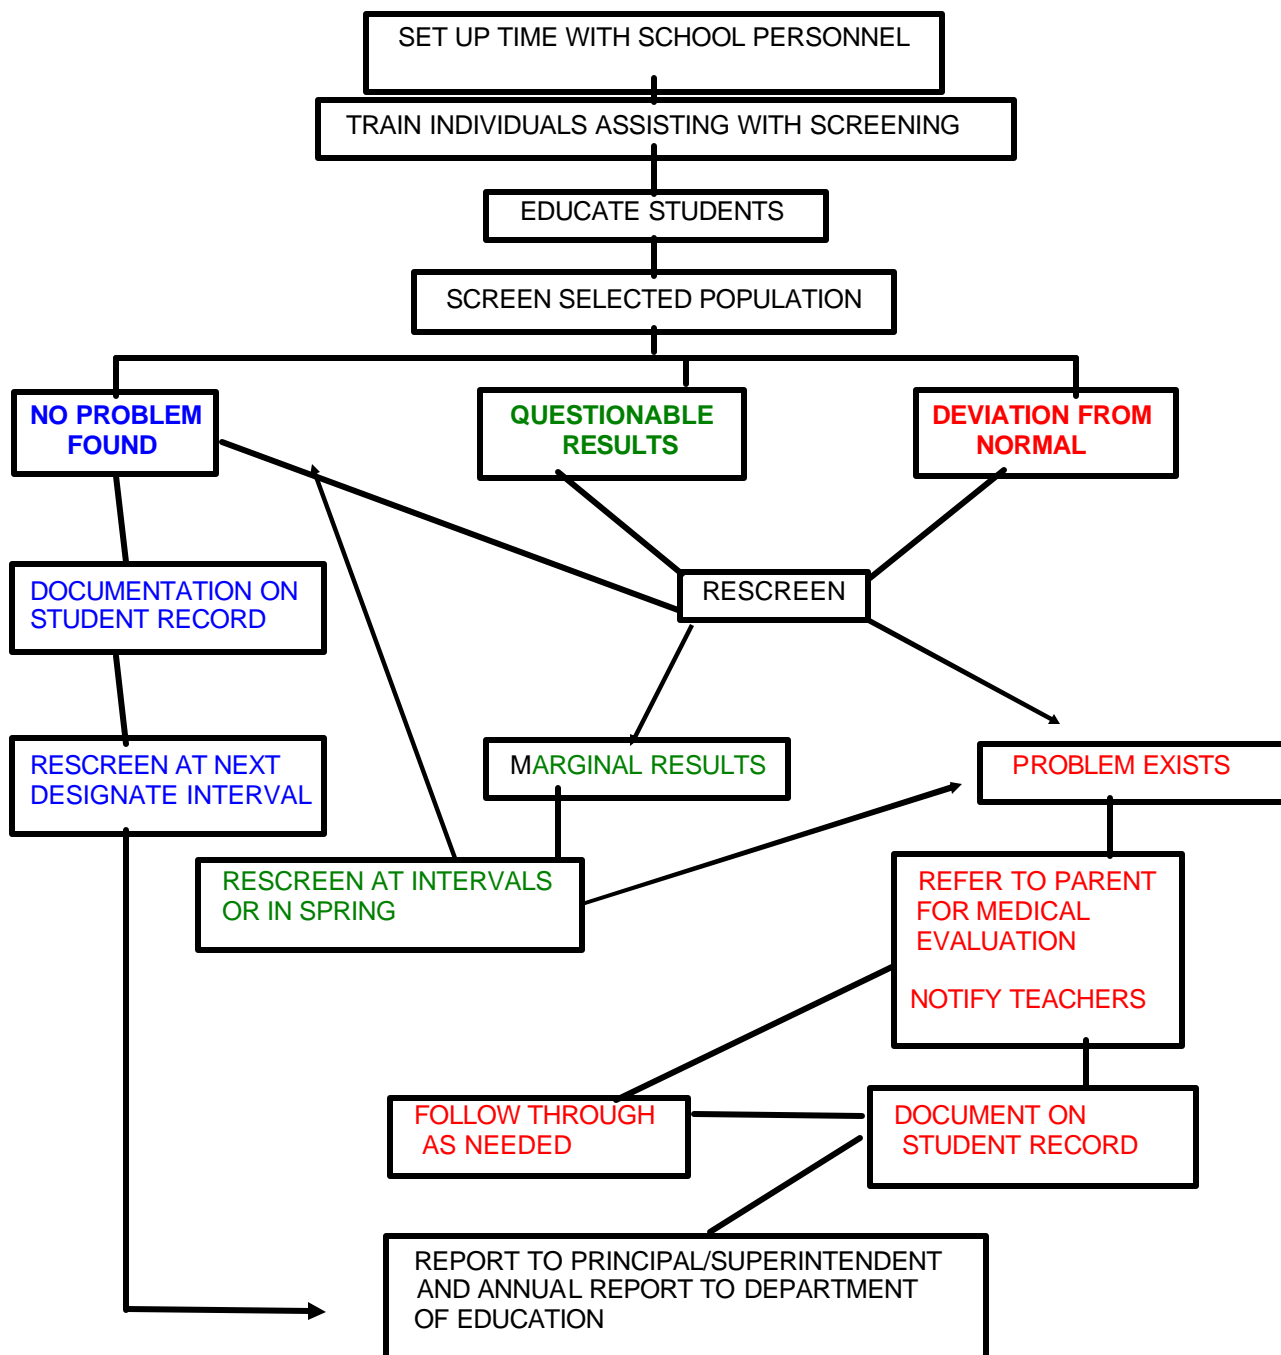 SET UP TIME WITH SCHOOL PERSONNEL
TRAIN INDIVIDUALS ASSISTING WITH SCREENING
EDUCATE STUDENTS
SCREEN SELECTED POPULATION
NO PROBLEM
FOUND
QUESTIONABLE
RESULTS
DEVIATION FROM
NORMAL
DOCUMENTATION ON
STUDENT RECORD
RESCREEN
RESCREEN AT NEXT
DESIGNATE INTERVAL
MARGINAL RESULTS
PROBLEM EXISTS
RESCREEN AT INTERVALS
OR IN SPRING
REFER TO PARENT
FOR MEDICAL
EVALUATION
NOTIFY TEACHERS
FOLLOW THROUGH
AS NEEDED
DOCUMENT ON
STUDENT RECORD
REPORT TO PRINCIPAL/SUPERINTENDENT
AND ANNUAL REPORT TO DEPARTMENT
OF EDUCATION